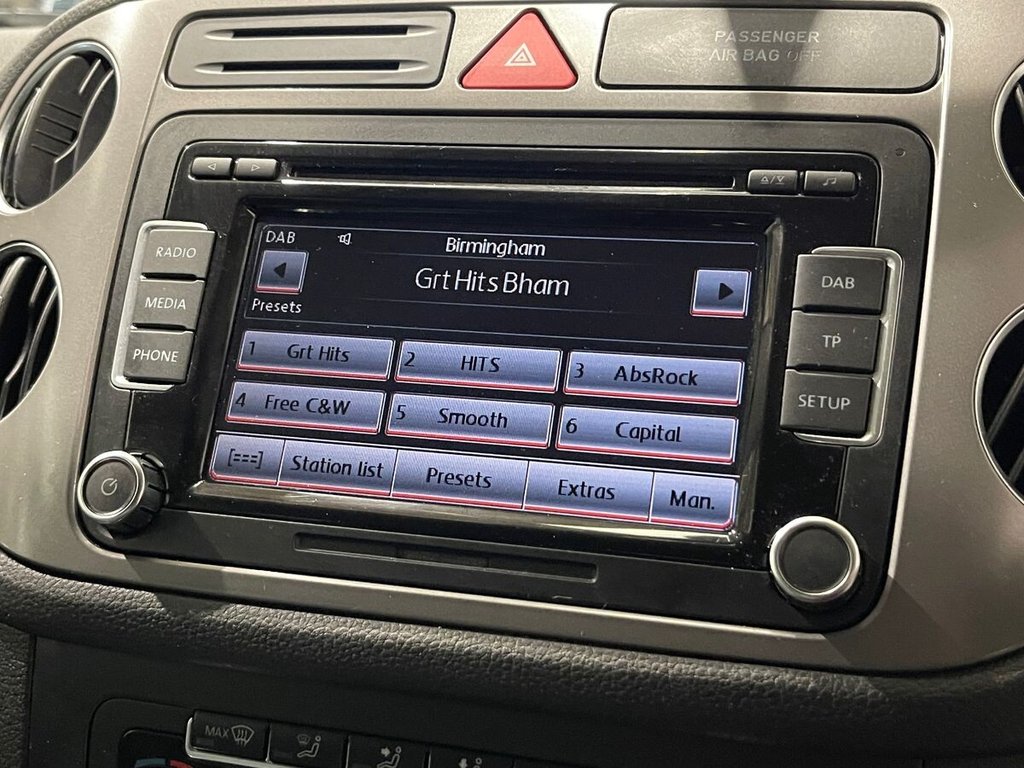 PASSENGER
AIR BAG OFF
RADIO
MEDIA
PHONE
DAB
Birmingham
Grt Hits Bham
Presets
1 Grt Hits
2 HITS
3 AbsRock
4 Free C&W
5 Smooth
6 Capital
[===] Station list Presets Extras Man.
DAB
TP
SETUP
MAX